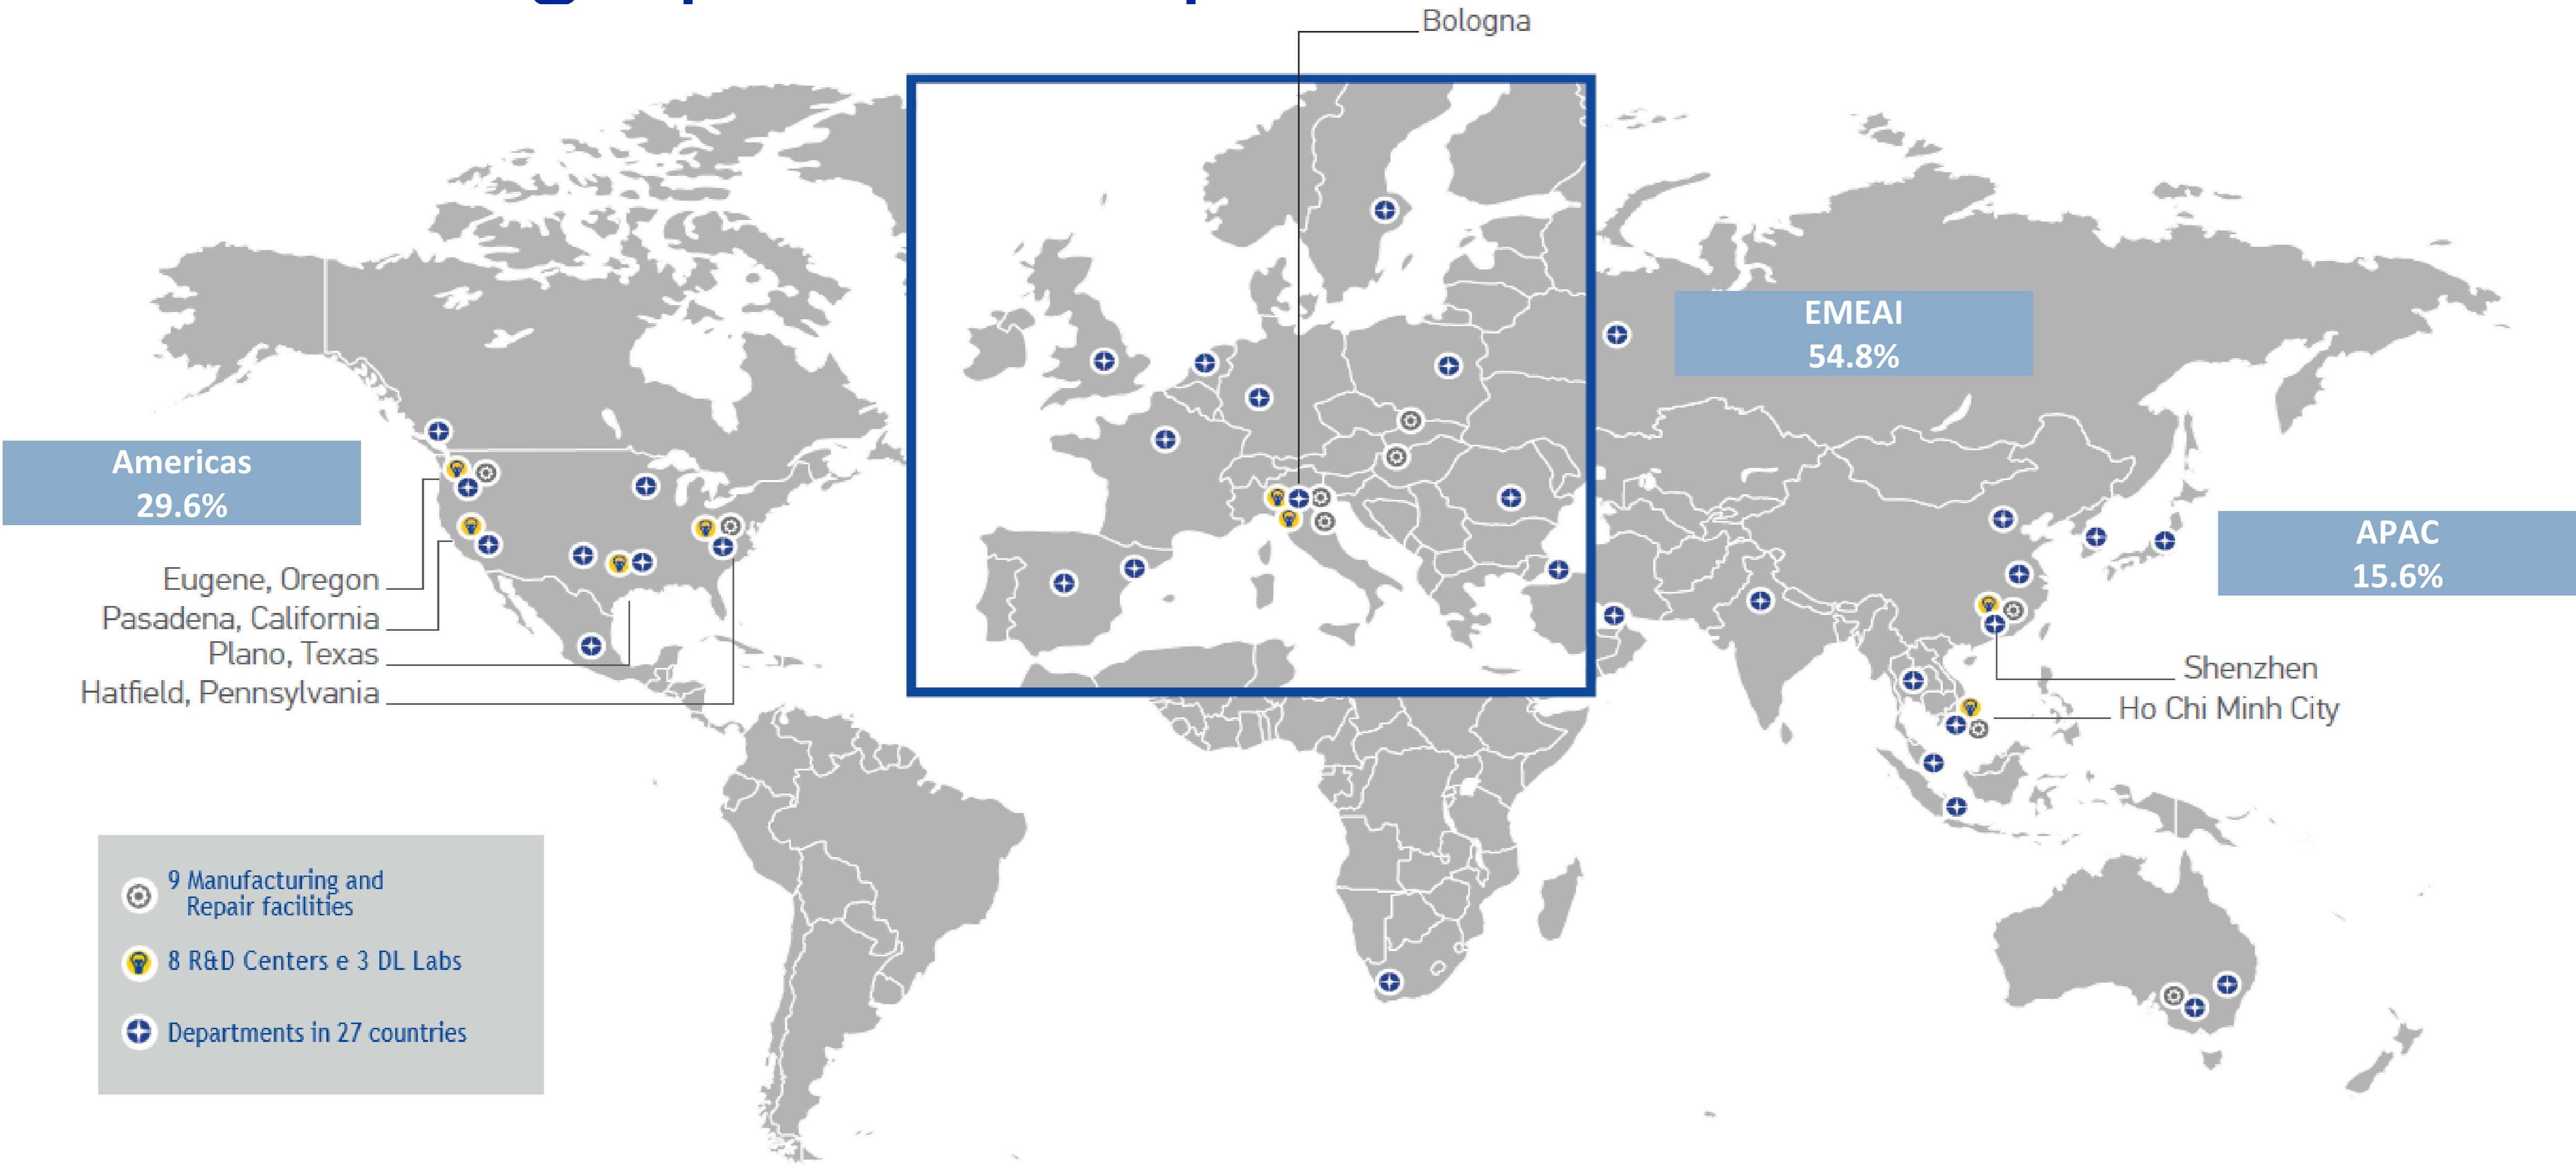 Bologna
EMEAI
54.8%
Americas
29.6%
APAC
15.6%
Eugene, Oregon
Pasadena, California
Plano, Texas
Hatfield, Pennsylvania
Shenzhen
Ho Chi Minh City
9 Manufacturing and
Repair facilities
8 R&D Centers e 3 DL Labs
Departments in 27 countries